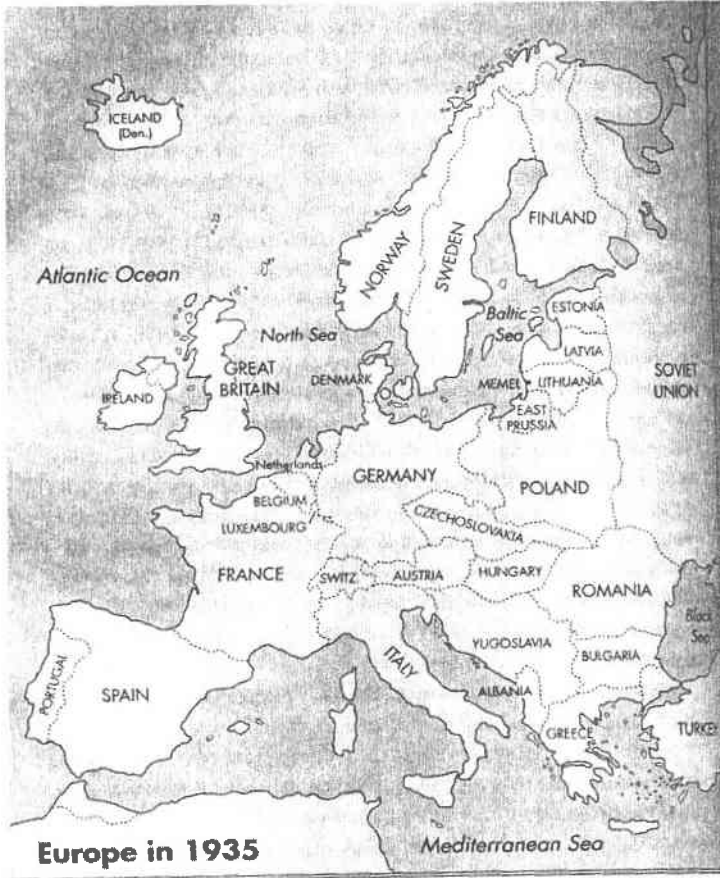 ICELAND
(Den.)
FINLAND
NORWAY
SWEDEN
Atlantic Ocean
North Sea
Baltic
Sea
ESTONIA
LATVIA
SOVIET
UNION
GREAT
BRITAIN
DENMARK
MEMEL
LITHUANIA
IRELAND
EAST
PRUSSIA
Netherlands
GERMANY
POLAND
BELGIUM
CZECHOSLOVAKIA
LUXEMBOURG
FRANCE
SWITZ
AUSTRIA
HUNGARY
ROMANIA
Black
Sea
YUGOSLAVIA
BULGARIA
ITALY
PORTUGAL
SPAIN
ALBANIA
GREECE
TURKE
Europe in 1935
Mediterranean Sea